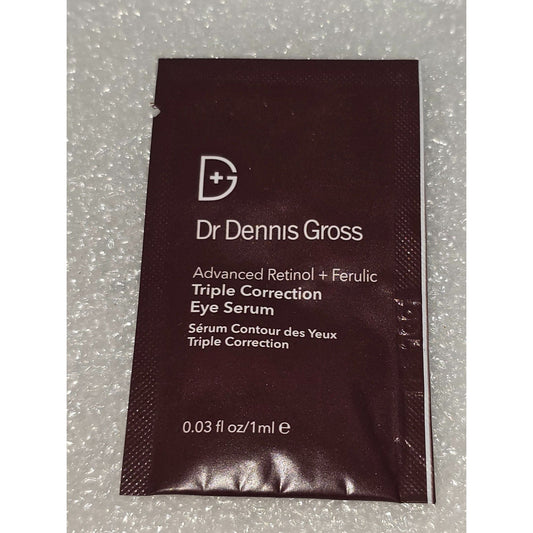 D+G
Dr Dennis Gross
Advanced Retinol + Ferulic
Triple Correction
Eye Serum
Sérum Contour des Yeux
Triple Correction
0.03 fl oz/1ml ℮